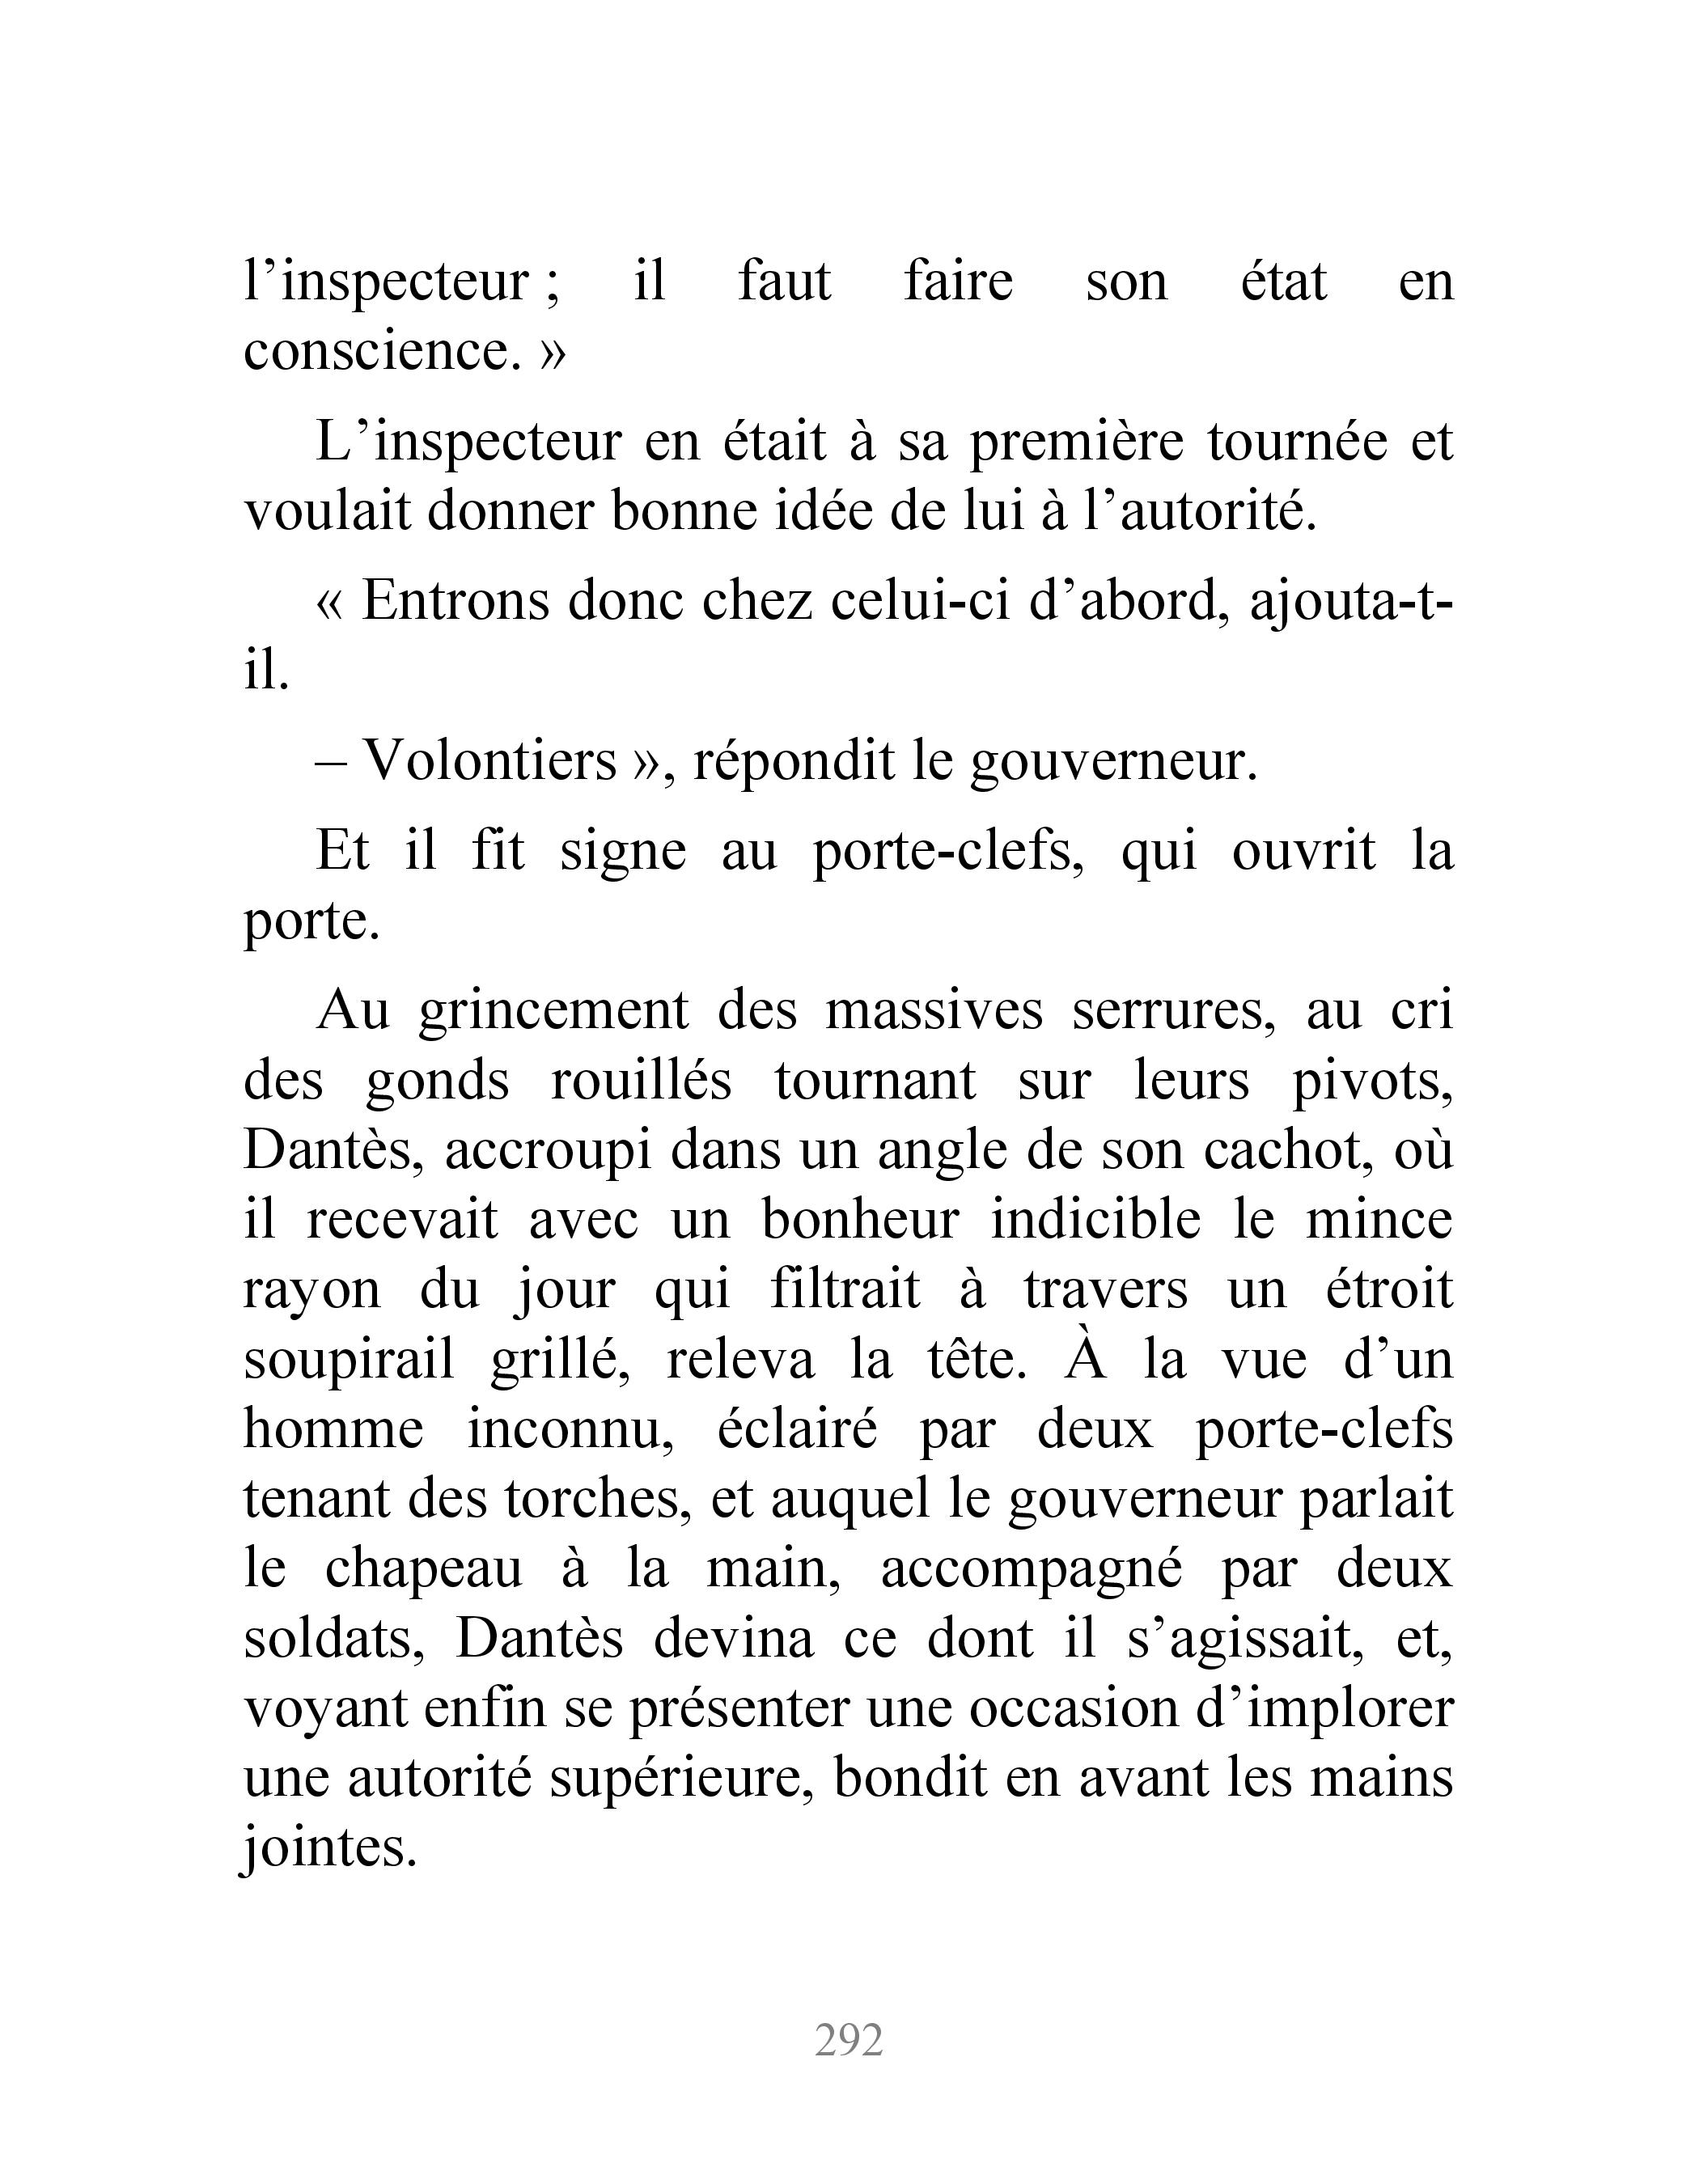 l’inspecteur ; il faut faire son état en
conscience. »
L’inspecteur en était à sa première tournée et
voulait donner bonne idée de lui à l’autorité.
« Entrons donc chez celui-ci d’abord, ajouta-t-
il.
– Volontiers », répondit le gouverneur.
Et il fit signe au porte-clefs, qui ouvrit la
porte.
Au grincement des massives serrures, au cri
des gonds rouillés tournant sur leurs pivots,
Dantès, accroupi dans un angle de son cachot, où
il recevait avec un bonheur indicible le mince
rayon du jour qui filtrait à travers un étroit
soupirail grillé, releva la tête. À la vue d’un
homme inconnu, éclairé par deux porte-clefs
tenant des torches, et auquel le gouverneur parlait
le chapeau à la main, accompagné par deux
soldats, Dantès devina ce dont il s’agissait, et,
voyant enfin se présenter une occasion d’implorer
une autorité supérieure, bondit en avant les mains
jointes.
292